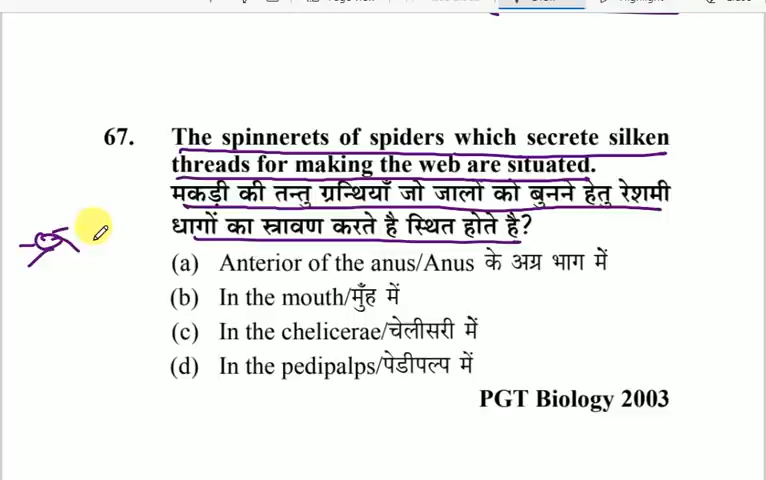 67. The spinnerets of spiders which secrete silken
threads for making the web are situated.
मकड़ी की तन्तु ग्रन्थियाँ जो जालों को बुनने हेतु रेशमी
धागों का स्त्रावण करते है स्थित होते है?
(a) Anterior of the anus/Anus के अग्र भाग में
(b) In the mouth/मुँह में
(c) In the chelicerae/चेलीसरी में
(d) In the pedipalps/पेडीपल्प में
PGT Biology 2003